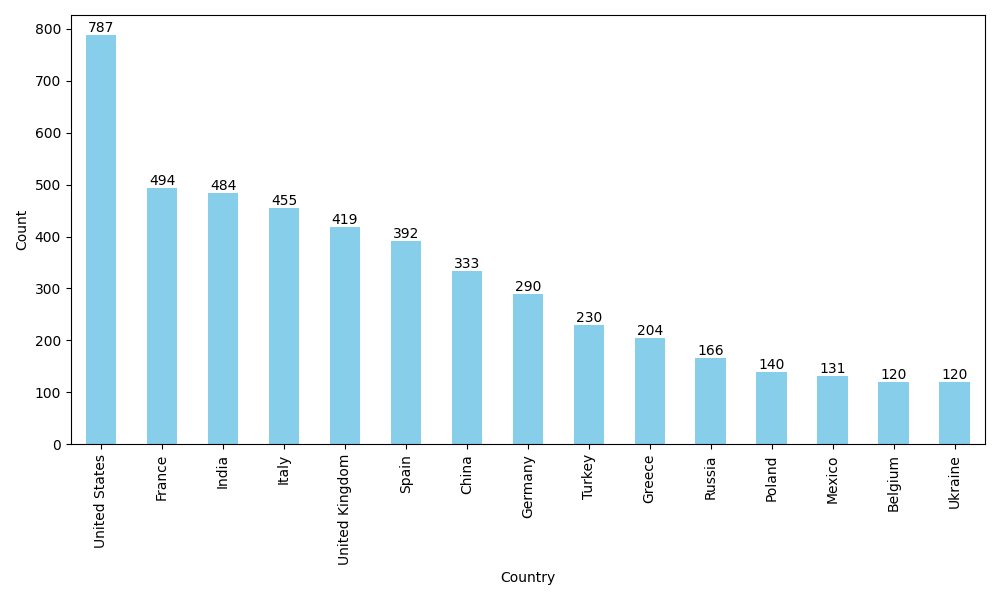 800
700
600
500
400
300
200
100
0
Count
787
494
484
455
419
392
333
290
230
204
166
140
131
120
120
United States
France
India
Italy
United Kingdom
Spain
China
Germany
Turkey
Greece
Russia
Poland
Mexico
Belgium
Ukraine
Country